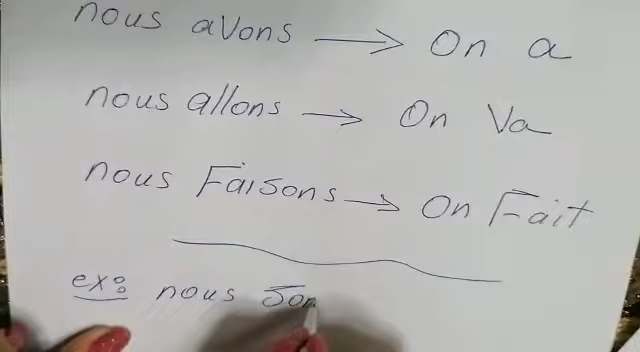 nous avons → On a
nous allons → On Va
nous Faisons → On Fait
ex: nous